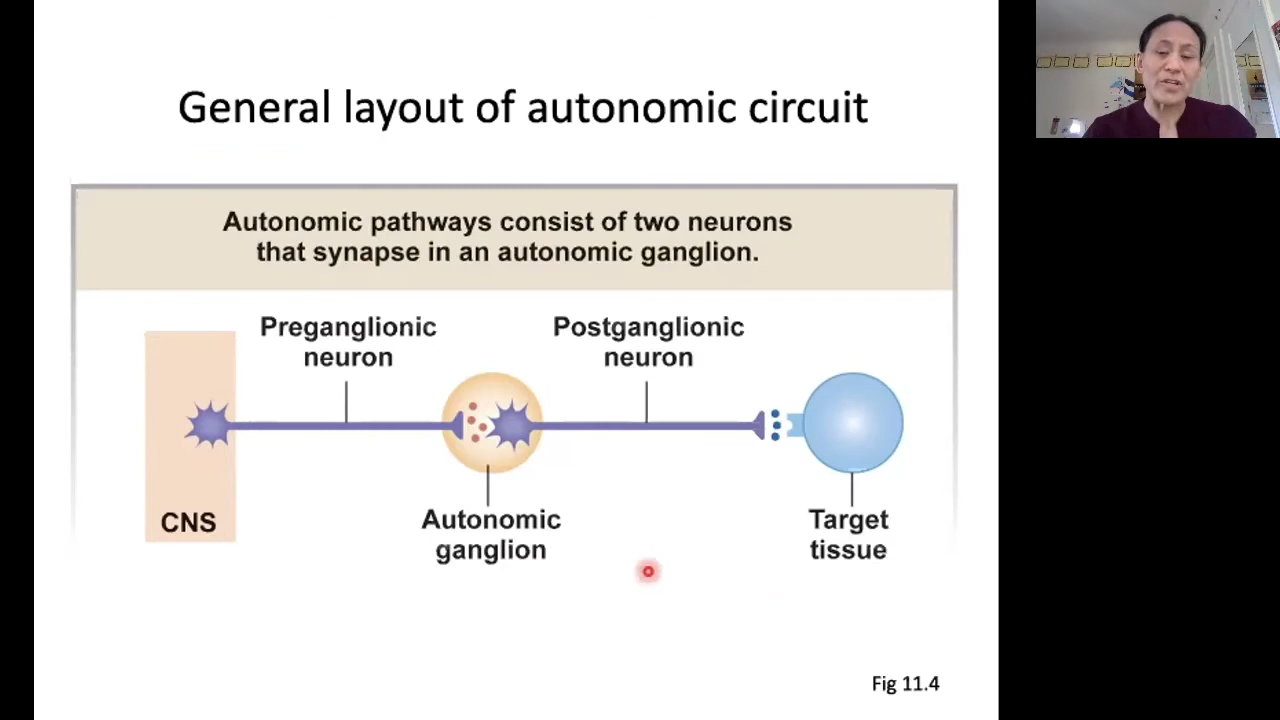 General layout of autonomic circuit
Autonomic pathways consist of two neurons
that synapse in an autonomic ganglion.
Preganglionic
neuron
Postganglionic
neuron
CNS
Autonomic
ganglion
Target
tissue
Fig 11.4